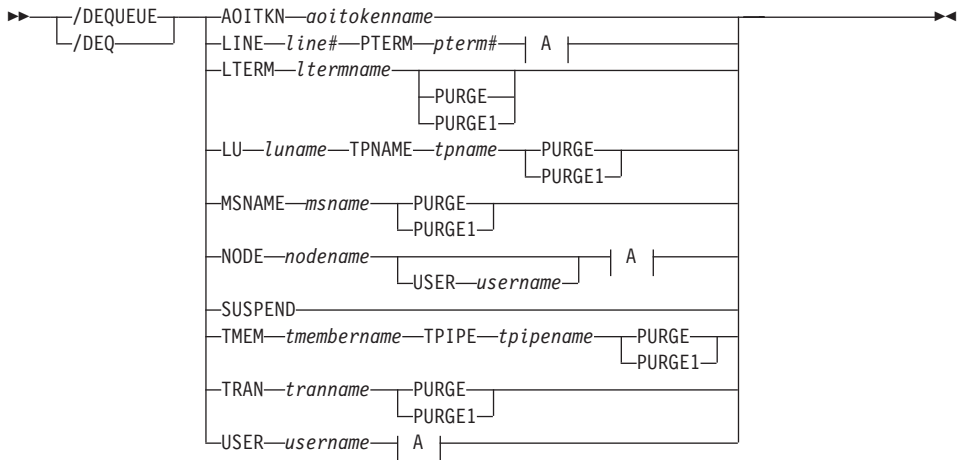 /DEQUEUE AOITKN aoitokenname
/DEQ LINE line# PTERM pterm# A
LTERM ltermname
PURGE
PURGE1
LU luname TPNAME tpname PURGE
PURGE1
MSNAME msname PURGE
PURGE1
NODE nodename A
USER username
SUSPEND
TMEM tmembername TPIPE tpipename PURGE
PURGE1
TRAN tranname PURGE
PURGE1
USER username A